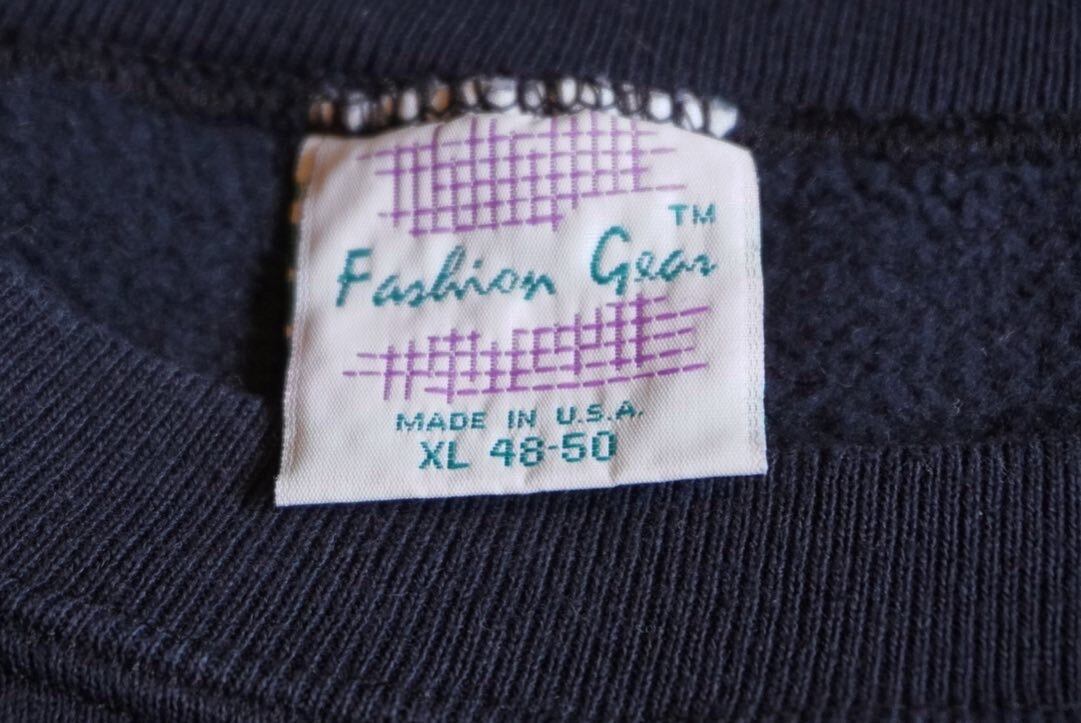 TM
Fashion Gear
MADE IN U.S.A.
XL 48-50